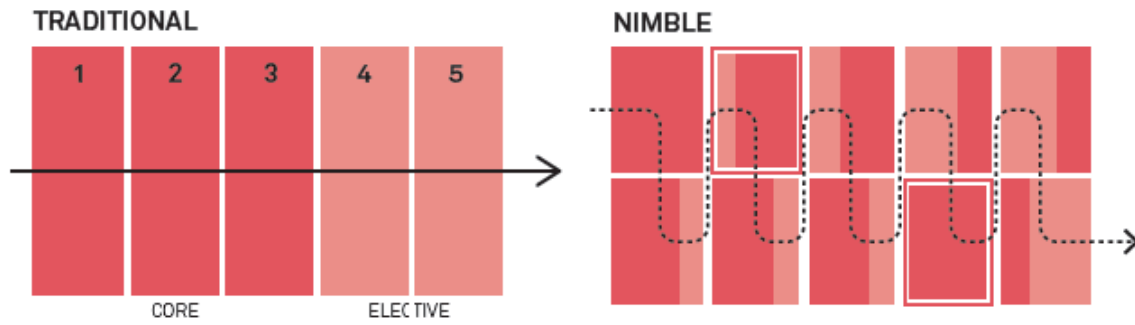 TRADITIONAL
1 2 3 4 5
CORE ELECTIVE
NIMBLE